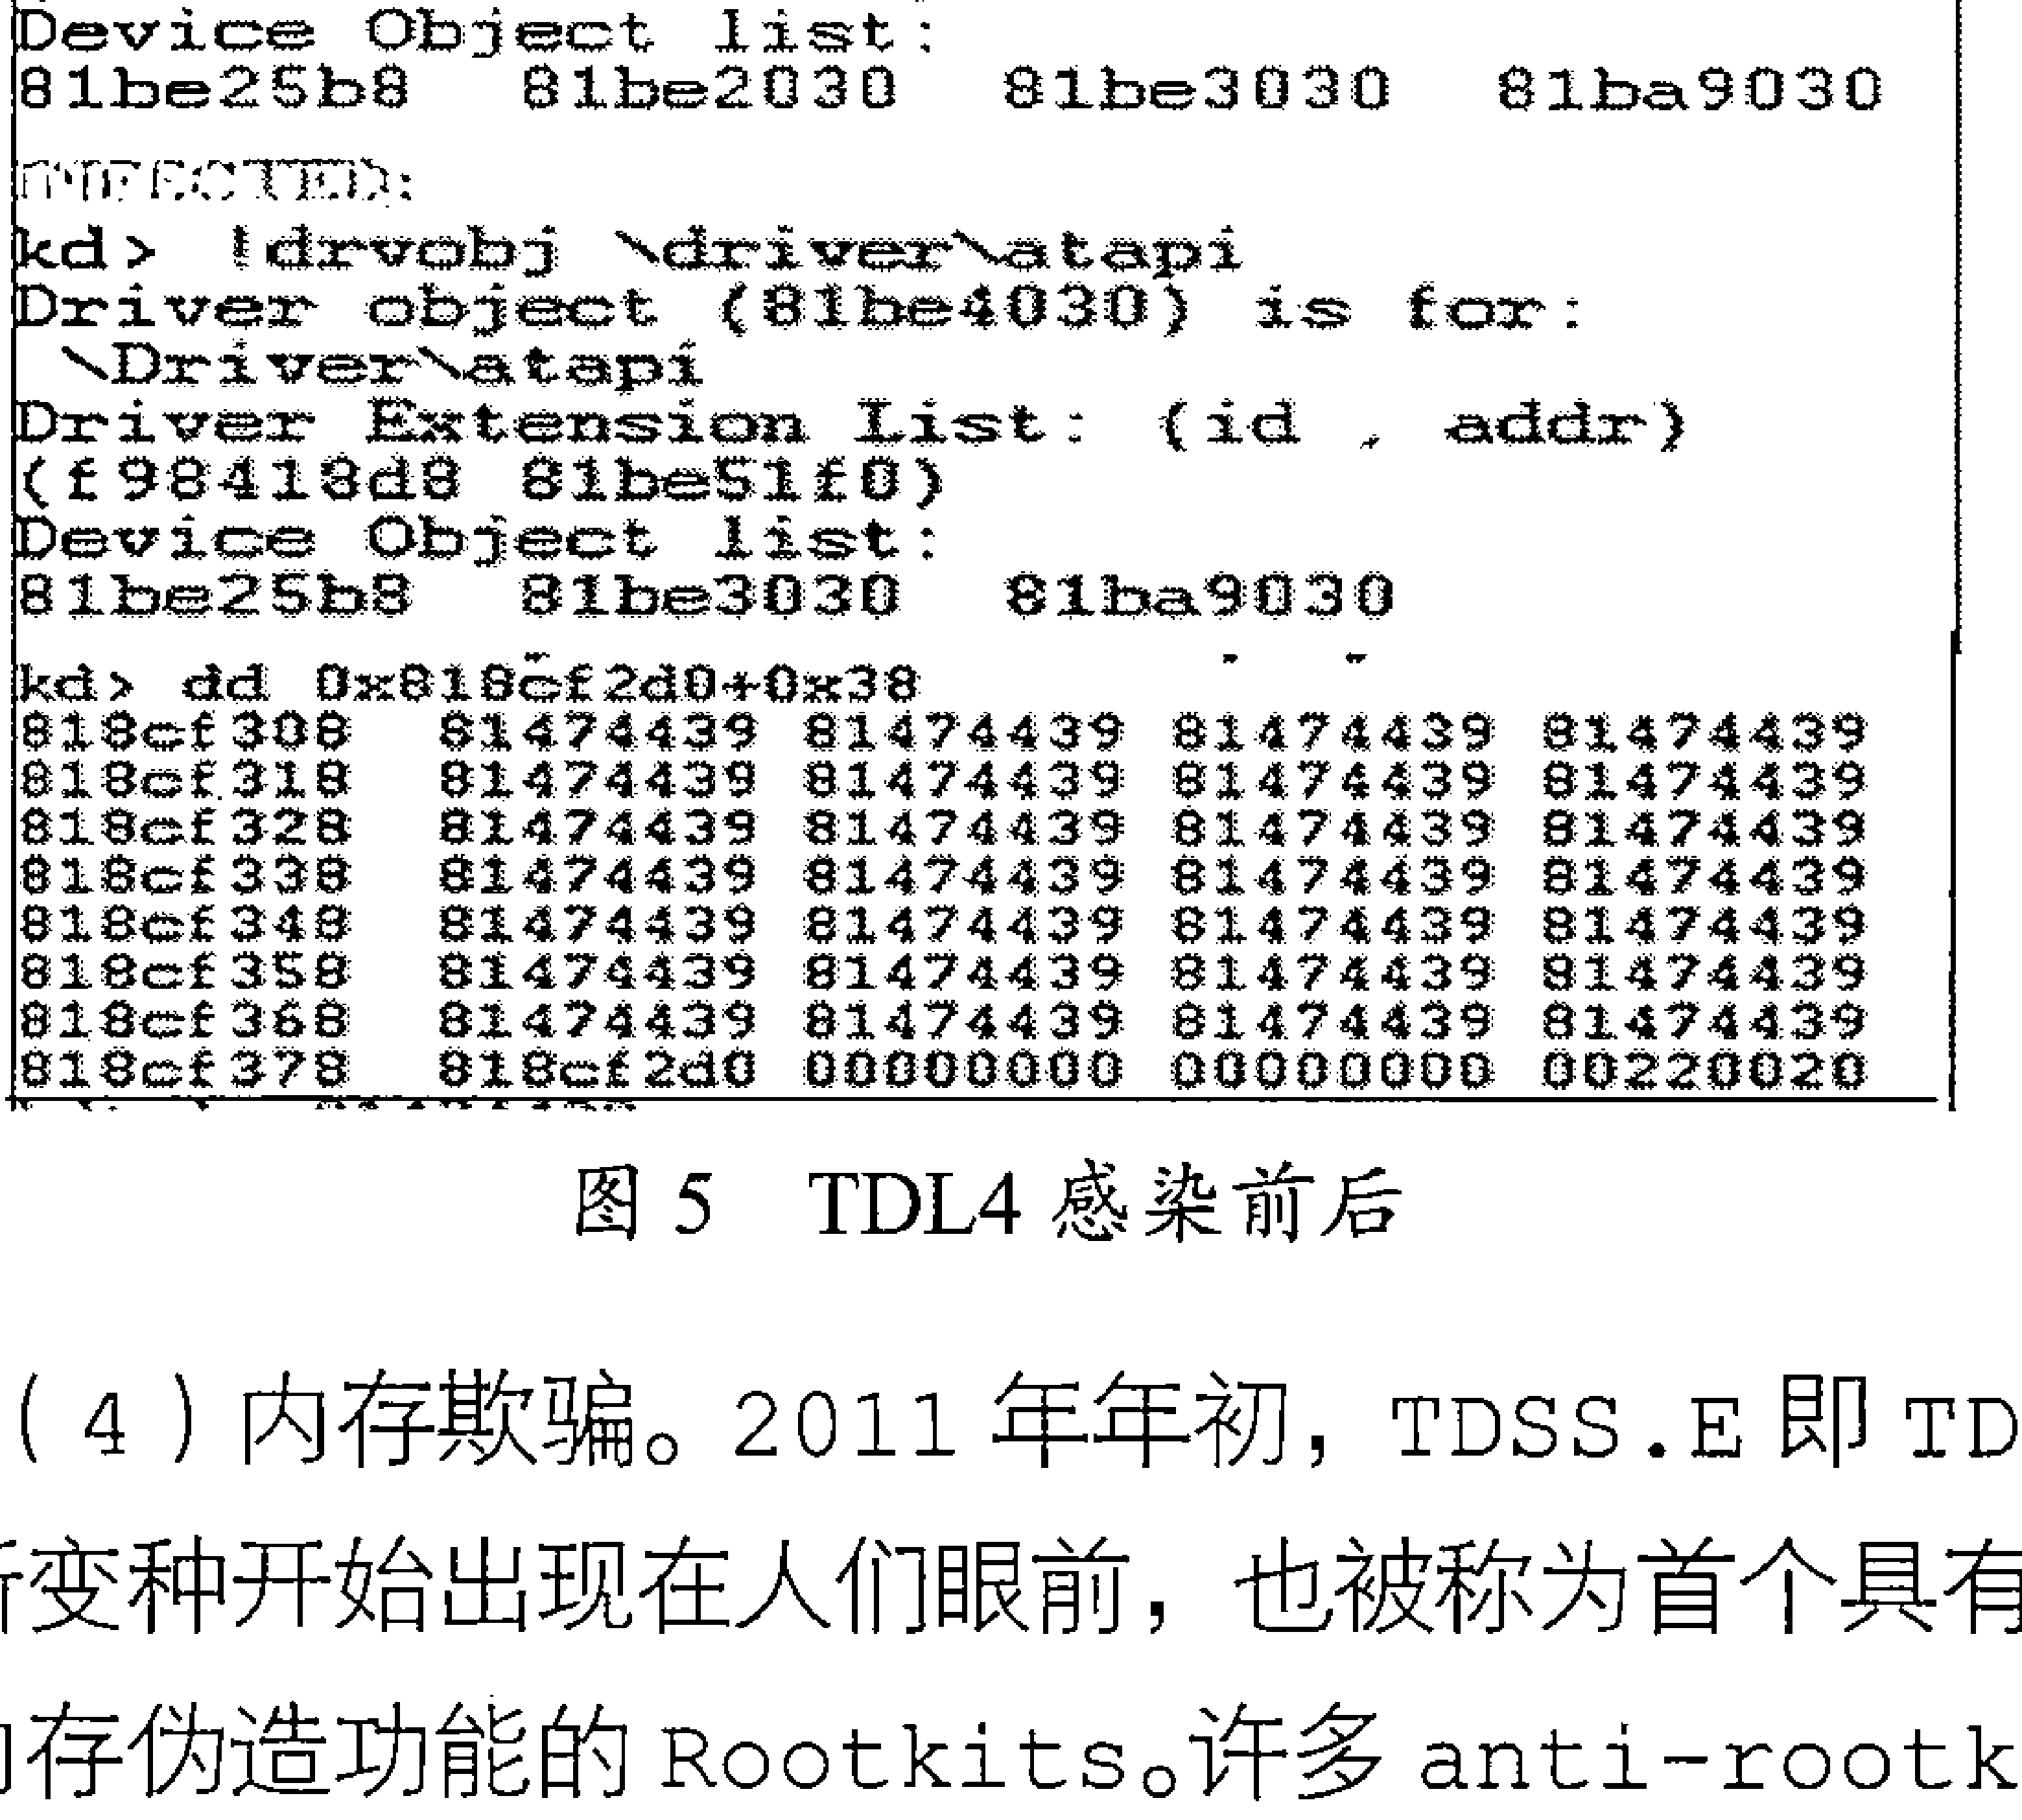 Device Object list:
81be25b8 81be2030 81be3030 81ba9030
INFECTED:
kd> !drvobj \driver\atapi
Driver object (81be4030) is for:
\Driver\atapi
Driver Extension List: (id , addr)
(f98418d8 81be51f0)
Device Object list:
81be25b8 81be3030 81ba9030
kd> dd 0x818cf2d0+0x38
818cf308 81474439 81474439 81474439 81474439
818cf318 81474439 81474439 81474439 81474439
818cf328 81474439 81474439 81474439 81474439
818cf338 81474439 81474439 81474439 81474439
818cf348 81474439 81474439 81474439 81474439
818cf358 81474439 81474439 81474439 81474439
818cf368 81474439 81474439 81474439 81474439
818cf378 818cf2d0 00000000 00000000 00220020
图 5 TDL4 感染前后
(4)内存欺骗。2011 年年初，TDSS.E 即 TD
变种开始出现在人们眼前，也被称为首个具有
存伪造功能的 Rootkits。许多 anti-rootk